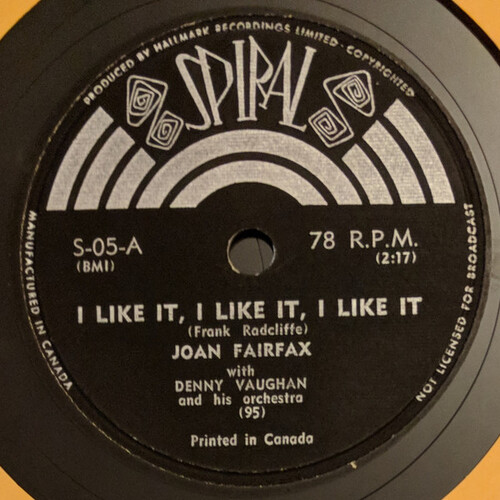 PRODUCED BY HALLMARK RECORDINGS LIMITED - COPYRIGHTED
SPIRAL
S-05-A
78 R.P.M.
(BMI)
(2:17)
I LIKE IT, I LIKE IT, I LIKE IT
(Frank Radcliffe)
JOAN FAIRFAX
with
DENNY VAUGHAN
and his orchestra
(95)
Printed in Canada
MANUFACTURED IN CANADA
NOT LICENSED FOR BROADCAST